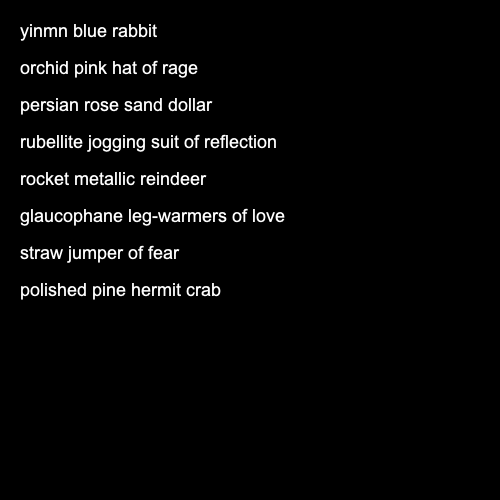 yinmn blue rabbit
orchid pink hat of rage
persian rose sand dollar
rubellite jogging suit of reflection
rocket metallic reindeer
glaucophane leg-warmers of love
straw jumper of fear
polished pine hermit crab